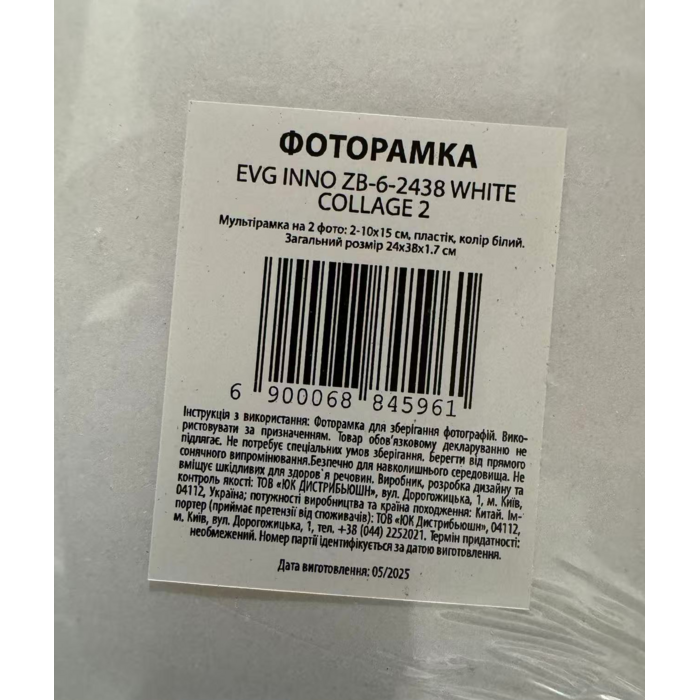 ФОТОРАМКА
EVG INNO ZB-6-2438 WHITE
COLLAGE 2
Мультірамка на 2 фото: 2-10x15 см, пластік, колір білий.
Загальний розмір 24x38x1.7 см
6 900068 845961
Інструкція з використання: Фоторамка для зберігання фотографій. Вико-
ристовувати за призначенням. Товар обов'язковому декларуванню не
підлягає. Не потребує спеціальних умов зберігання. Берегти від прямого
сонячного випромінювання.Безпечно для навколишнього середовища. Не
вміщує шкідливих для здоров`я речовин. Виробник, розробка дизайну та
контроль якості: ТОВ «ЮК ДИСТРИБЬЮШН», вул. Дорогожицька, 1, м. Київ,
04112, Україна; потужності виробництва та країна походження: Китай. Ім-
портер (приймає претензії від споживачів): ТОВ «ЮК Дистрибьюшн», 04112,
м. Київ, вул. Дорогожицька, 1, тел. +38 (044) 2252021. Термін придатності:
необмежений. Номер партії ідентифікується за датою виготовлення.
Дата виготовлення: 05/2025